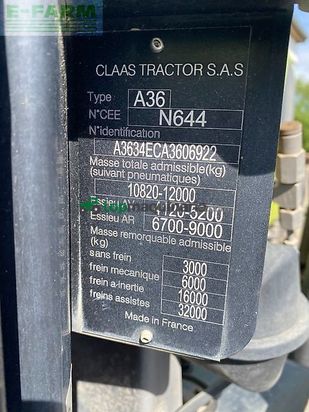 E-FARM
CLAAS TRACTOR S.A.S
Type A36
N°CEE N644
N°identification
A3634ECA3606922
Masse totale admissible(kg)
(suivant pneumatiques)
10820-12000
Essieu 4120-5200
Essieu AR 6700-9000
Masse remorquable admissible
(kg)
sans frein 3000
frein mécanique 6000
frein a/inertie 16000
freins assistes 32000
Made in France